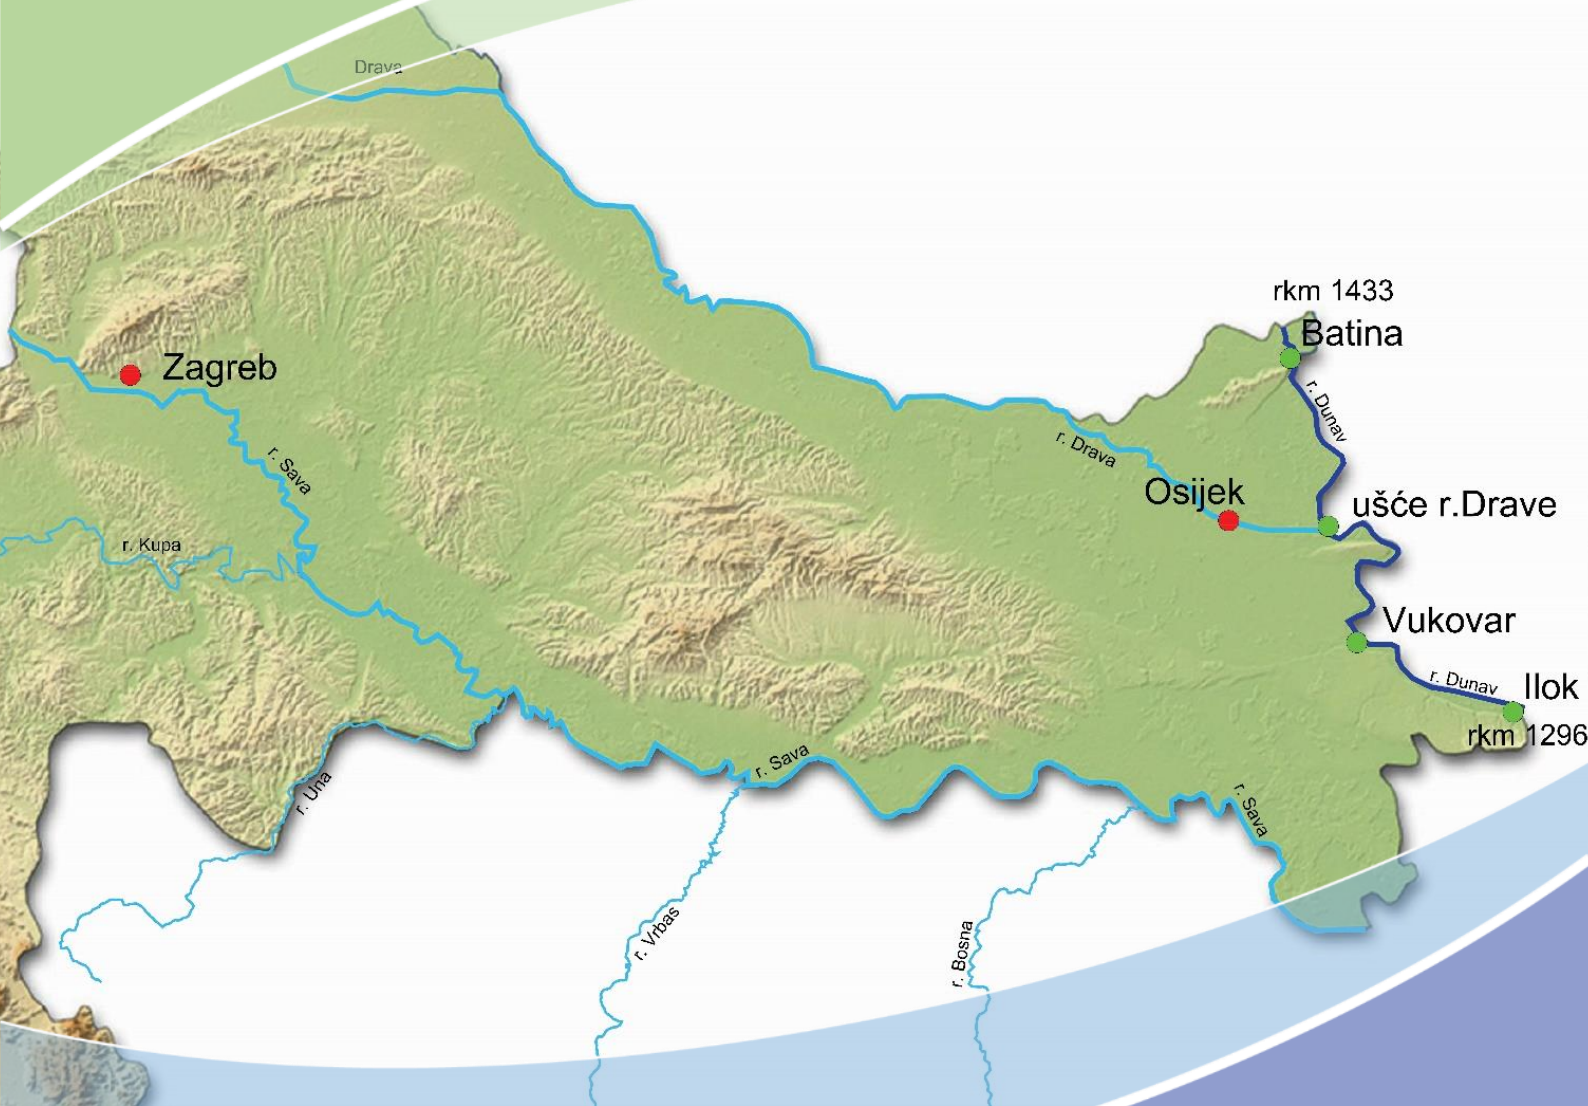 Drava
rkm 1433
Batina
Zagreb
r. Dunav
r. Drava
r. Sava
Osijek
ušće r.Drave
r. Kupa
Vukovar
r. Dunav
Ilok
rkm 1296
r. Sava
r. Una
r. Sava
r. Vrbas
r. Bosna